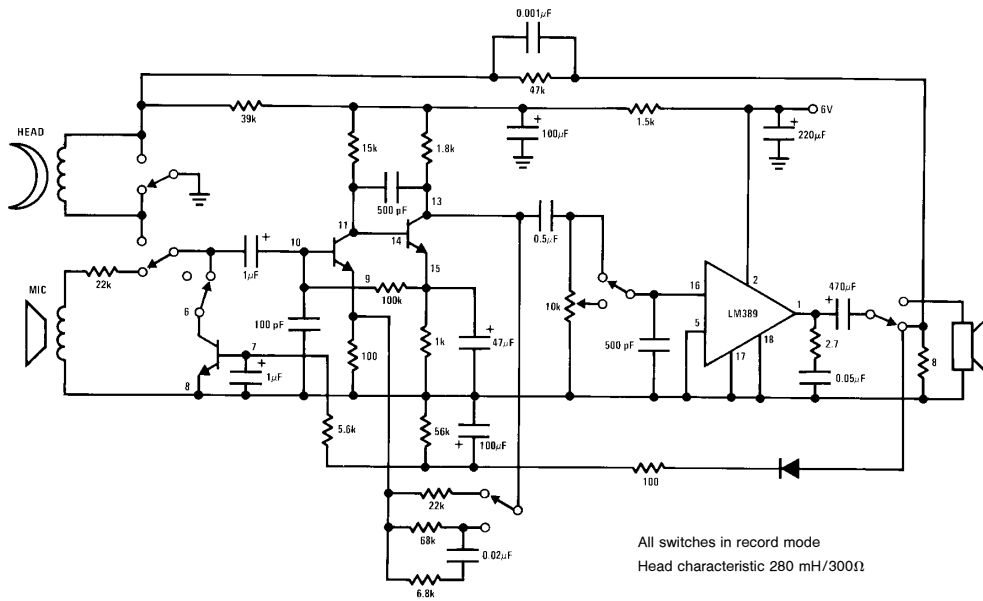 0.001μF
47k
39k
1.5k
6V
HEAD
15k
1.8k
+
100μF
+
220μF
500 pF
13
11
14
10
+
1μF
0.5μF
22k
MIC
9
15
100k
6
100 pF
10k
16
2
LM389
1
+
470μF
5
17
18
500 pF
2.7
8
0.05μF
7
+
1μF
8
100
1k
+
47μF
5.6k
56k
+
100μF
100
22k
68k
0.02μF
6.8k
All switches in record mode
Head characteristic 280 mH/300Ω